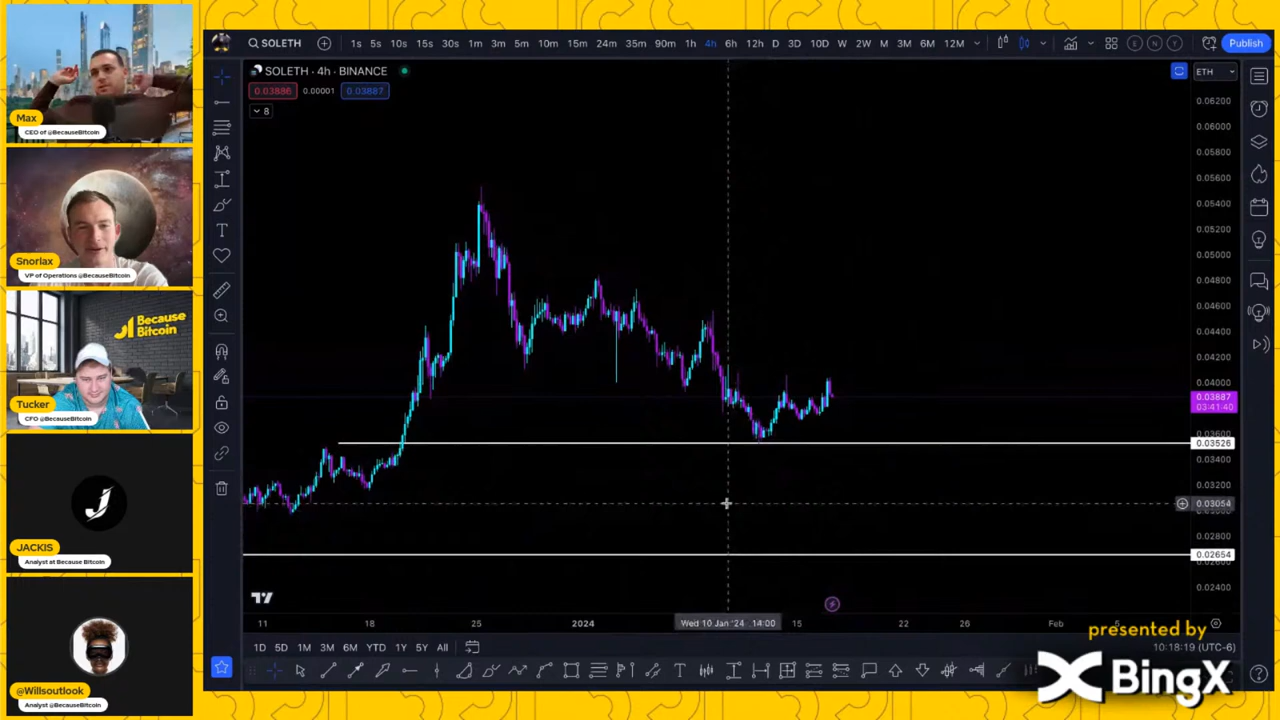 Max
CEO of @BecauseBitcoin
Snorlax
VP of Operations @BecauseBitcoin
Because
Bitcoin
Tucker
CFO @BecauseBitcoin
JACKIS
Analyst at Because Bitcoin
@Willsoutlook
Analyst @BecauseBitcoin
SOLETH 1s 5s 10s 15s 30s 1m 3m 5m 10m 15m 24m 35m 90m 1h 4h 6h 12h D 3D 10D W 2W M 3M 6M 12M E N Y Publish
SOLETH · 4h · BINANCE
ETH
0.03886 0.00001 0.03887
8
0.06200
0.06000
0.05800
0.05600
0.05400
0.05200
0.05000
0.04800
0.04600
0.04400
0.04200
0.04000
0.03887
03:41:40
0.03526
0.03400
0.03200
0.03054
0.02800
0.02654
0.02400
11 18 25 2024 Wed 10 Jan '24 14:00 15 22 26 Feb
1D 5D 1M 3M 6M YTD 1Y 5Y All
10:18:19 (UTC-6)
presented by
BingX